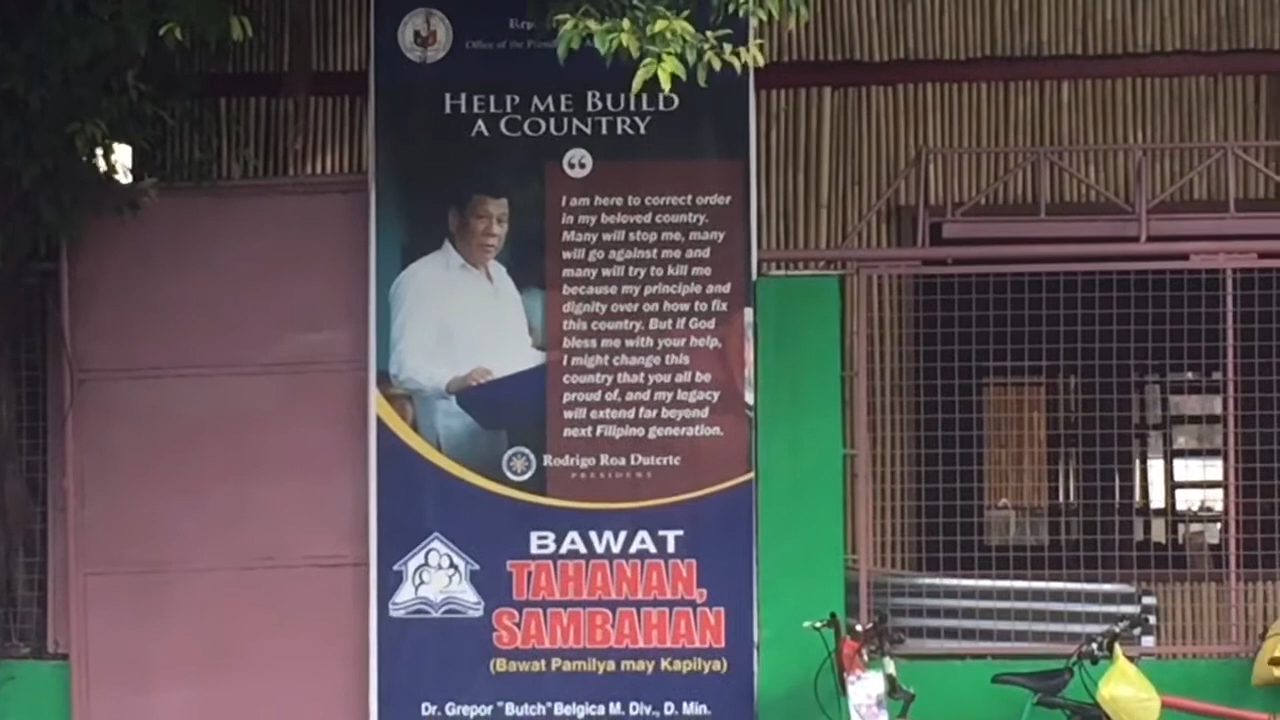 Office of the
HELP ME BUILD
A COUNTRY
I am here to correct order
in my beloved country.
Many will stop me, many
will go against me and
many will try to kill me
because my principle and
dignity over on how to fix
this country. But if God
bless me with your help,
I might change this
country that you all be
proud of, and my legacy
will extend far beyond
next Filipino generation.
Rodrigo Roa Duterte
PRESIDENT
BAWAT
TAHANAN,
SAMBAHAN
(Bawat Pamilya may Kapilya)
Dr. Grepor "Butch" Belgica M. Div., D. Min.